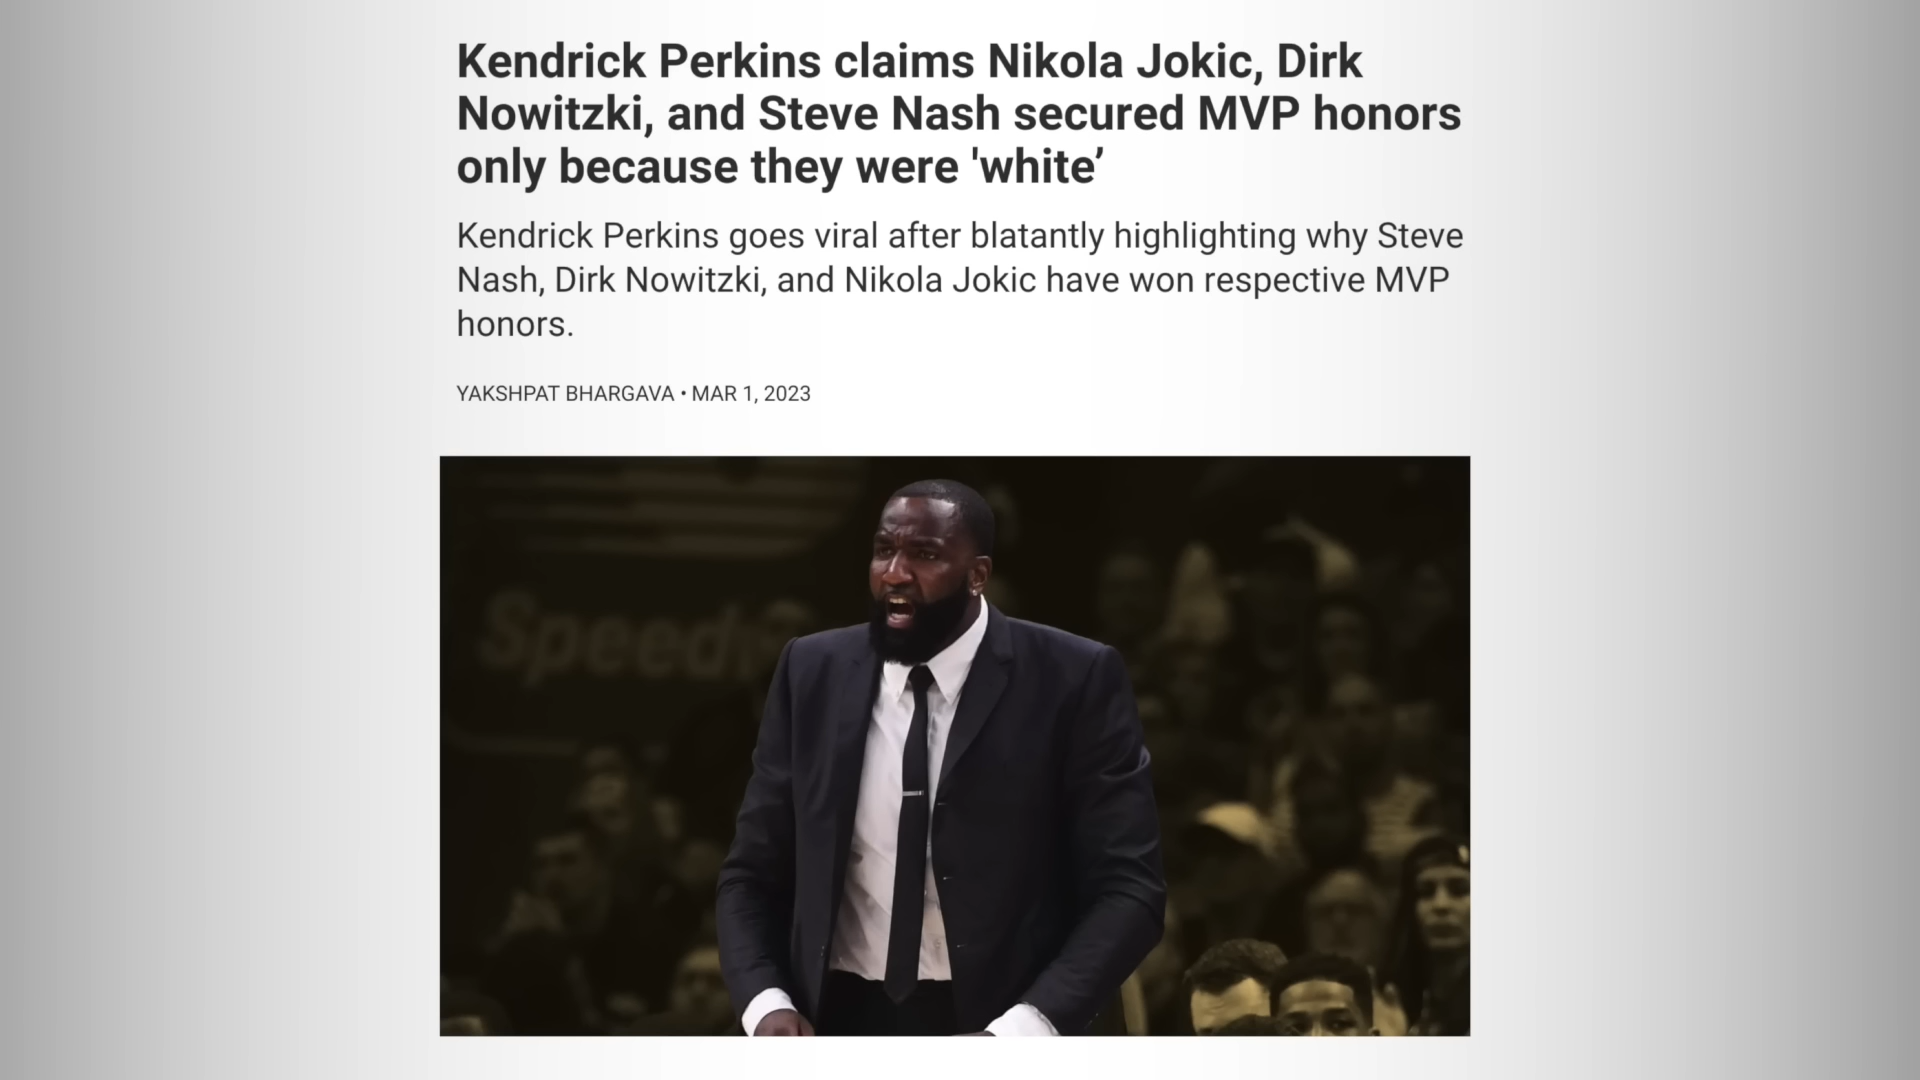 Kendrick Perkins claims Nikola Jokic, Dirk
Nowitzki, and Steve Nash secured MVP honors
only because they were 'white’
Kendrick Perkins goes viral after blatantly highlighting why Steve
Nash, Dirk Nowitzki, and Nikola Jokic have won respective MVP
honors.
YAKSHPAT BHARGAVA • MAR 1, 2023